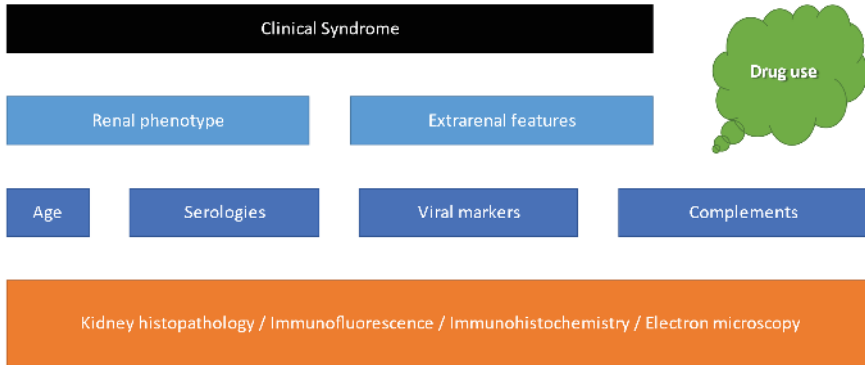 Clinical Syndrome
Drug use
Renal phenotype
Extrarenal features
Age
Serologies
Viral markers
Complements
Kidney histopathology / Immunofluorescence / Immunohistochemistry / Electron microscopy